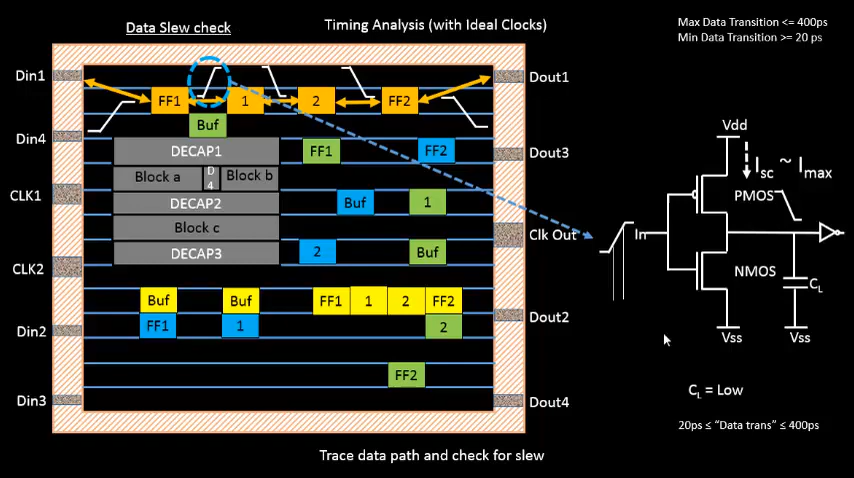 Data Slew check
Timing Analysis (with Ideal Clocks)
Max Data Transition <= 400ps
Min Data Transition >= 20 ps
Din1
Dout1
FF1
1
2
FF2
Buf
Din4
DECAP1
FF1
FF2
Dout3
Block a
D4
Block b
CLK1
DECAP2
Buf
1
Block c
Clk Out
DECAP3
2
Buf
CLK2
Buf
Buf
FF1
1
2
FF2
Dout2
Din2
FF1
1
2
FF2
Din3
Dout4
Trace data path and check for slew
Vdd
Isc ~ Imax
PMOS
In
NMOS
CL
Vss
Vss
CL = Low
20ps ≤ “Data trans” ≤ 400ps